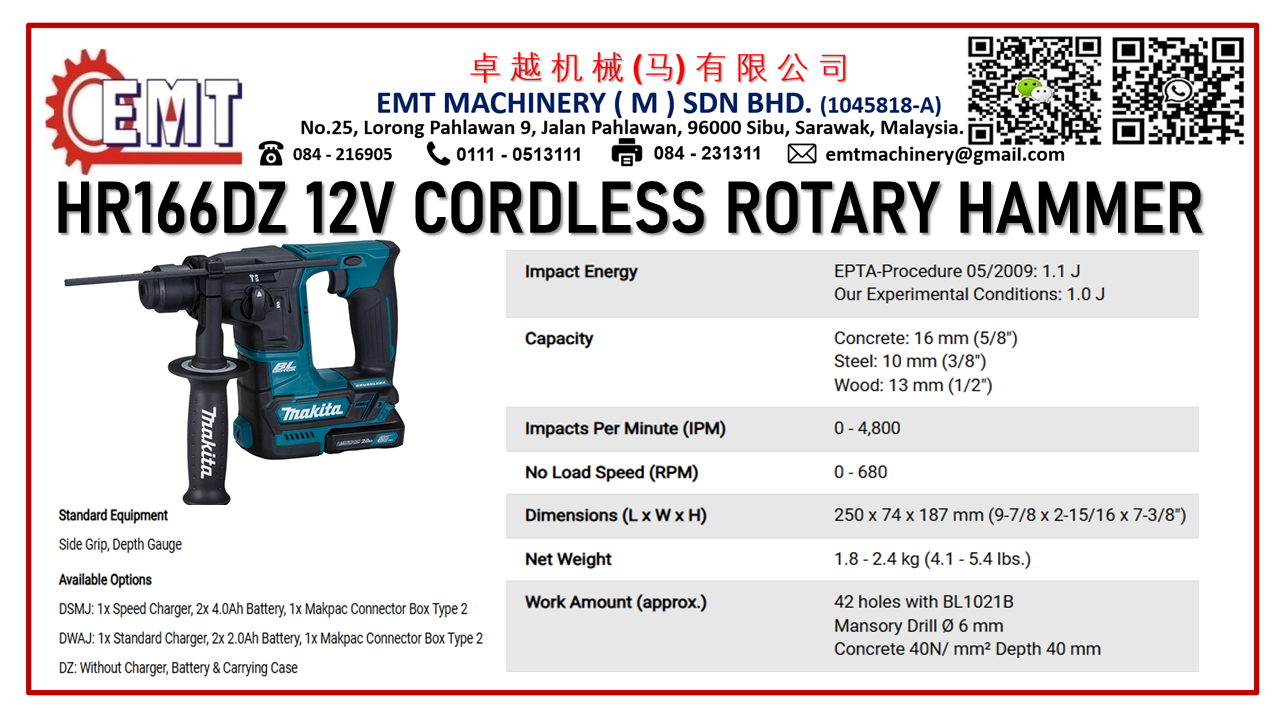 EMT
卓越机械(马)有限公司
EMT MACHINERY ( M ) SDN BHD. (1045818-A)
No.25, Lorong Pahlawan 9, Jalan Pahlawan, 96000 Sibu, Sarawak, Malaysia.
084 - 216905 0111 - 0513111 084 - 231311 emtmachinery@gmail.com
HR166DZ 12V CORDLESS ROTARY HAMMER
BL
BRUSHLESS
makita
2.0Ah
makita
Standard Equipment
Side Grip, Depth Gauge
Available Options
DSMJ: 1x Speed Charger, 2x 4.0Ah Battery, 1x Makpac Connector Box Type 2
DWAJ: 1x Standard Charger, 2x 2.0Ah Battery, 1x Makpac Connector Box Type 2
DZ: Without Charger, Battery & Carrying Case
Impact Energy
EPTA-Procedure 05/2009: 1.1 J
Our Experimental Conditions: 1.0 J
Capacity
Concrete: 16 mm (5/8")
Steel: 10 mm (3/8")
Wood: 13 mm (1/2")
Impacts Per Minute (IPM)
0 - 4,800
No Load Speed (RPM)
0 - 680
Dimensions (L x W x H)
250 x 74 x 187 mm (9-7/8 x 2-15/16 x 7-3/8")
Net Weight
1.8 - 2.4 kg (4.1 - 5.4 lbs.)
Work Amount (approx.)
42 holes with BL1021B
Mansory Drill Ø 6 mm
Concrete 40N/ mm² Depth 40 mm